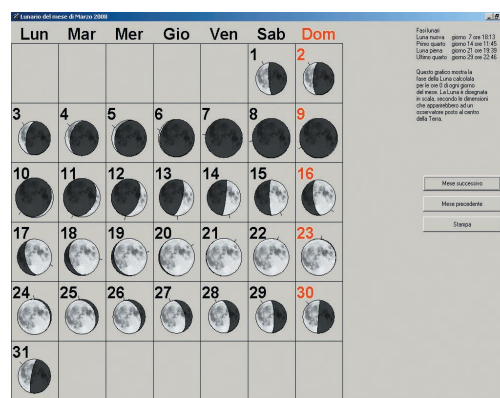 Lunario del mese di Marzo 2008
Lun Mar Mer Gio Ven Sab Dom
1 2
3 4 5 6 7 8 9
10 11 12 13 14 15 16
17 18 19 20 21 22 23
24 25 26 27 28 29 30
31
Fasi lunari
Luna nuova giorno 7 ore 18:13
Primo quarto giorno 14 ore 11:45
Luna piena giorno 21 ore 19:39
Ultimo quarto giorno 29 ore 22:46
Questo grafico mostra la
fase della Luna calcolata
per le ore 0 di ogni giorno
del mese. La Luna è disegnata
in scala, secondo le dimensioni
che apparirebbero ad un
osservatore posto al centro
della Terra.
Mese successivo
Mese precedente
Stampa